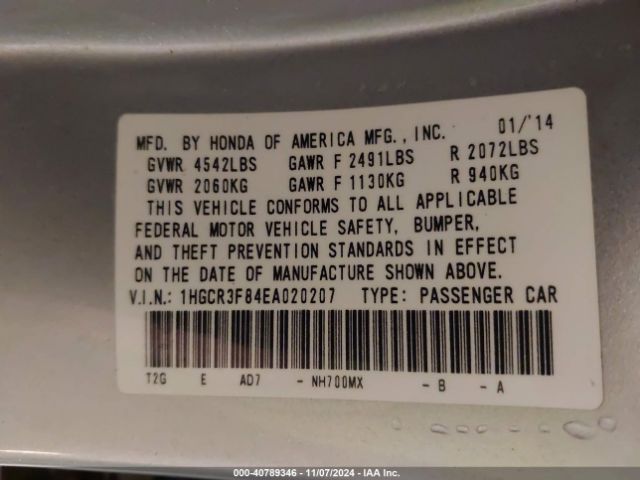 MFD. BY HONDA OF AMERICA MFG., INC. 01/'14
GVWR 4542LBS GAWR F 2491LBS R 2072LBS
GVWR 2060KG GAWR F 1130KG R 940KG
THIS VEHICLE CONFORMS TO ALL APPLICABLE
FEDERAL MOTOR VEHICLE SAFETY, BUMPER,
AND THEFT PREVENTION STANDARDS IN EFFECT
ON THE DATE OF MANUFACTURE SHOWN ABOVE.
V.I.N.: 1HGCR3F84EA020207 TYPE: PASSENGER CAR
T2G E AD7 - NH700MX - B - A
000-40789346 - 11/07/2024 - IAA Inc.